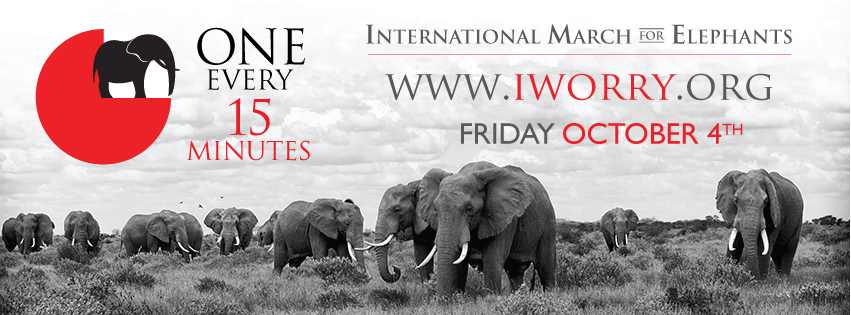 ONE
EVERY
15
MINUTES
INTERNATIONAL MARCH FOR ELEPHANTS
WWW.IWORRY.ORG
FRIDAY OCTOBER 4TH